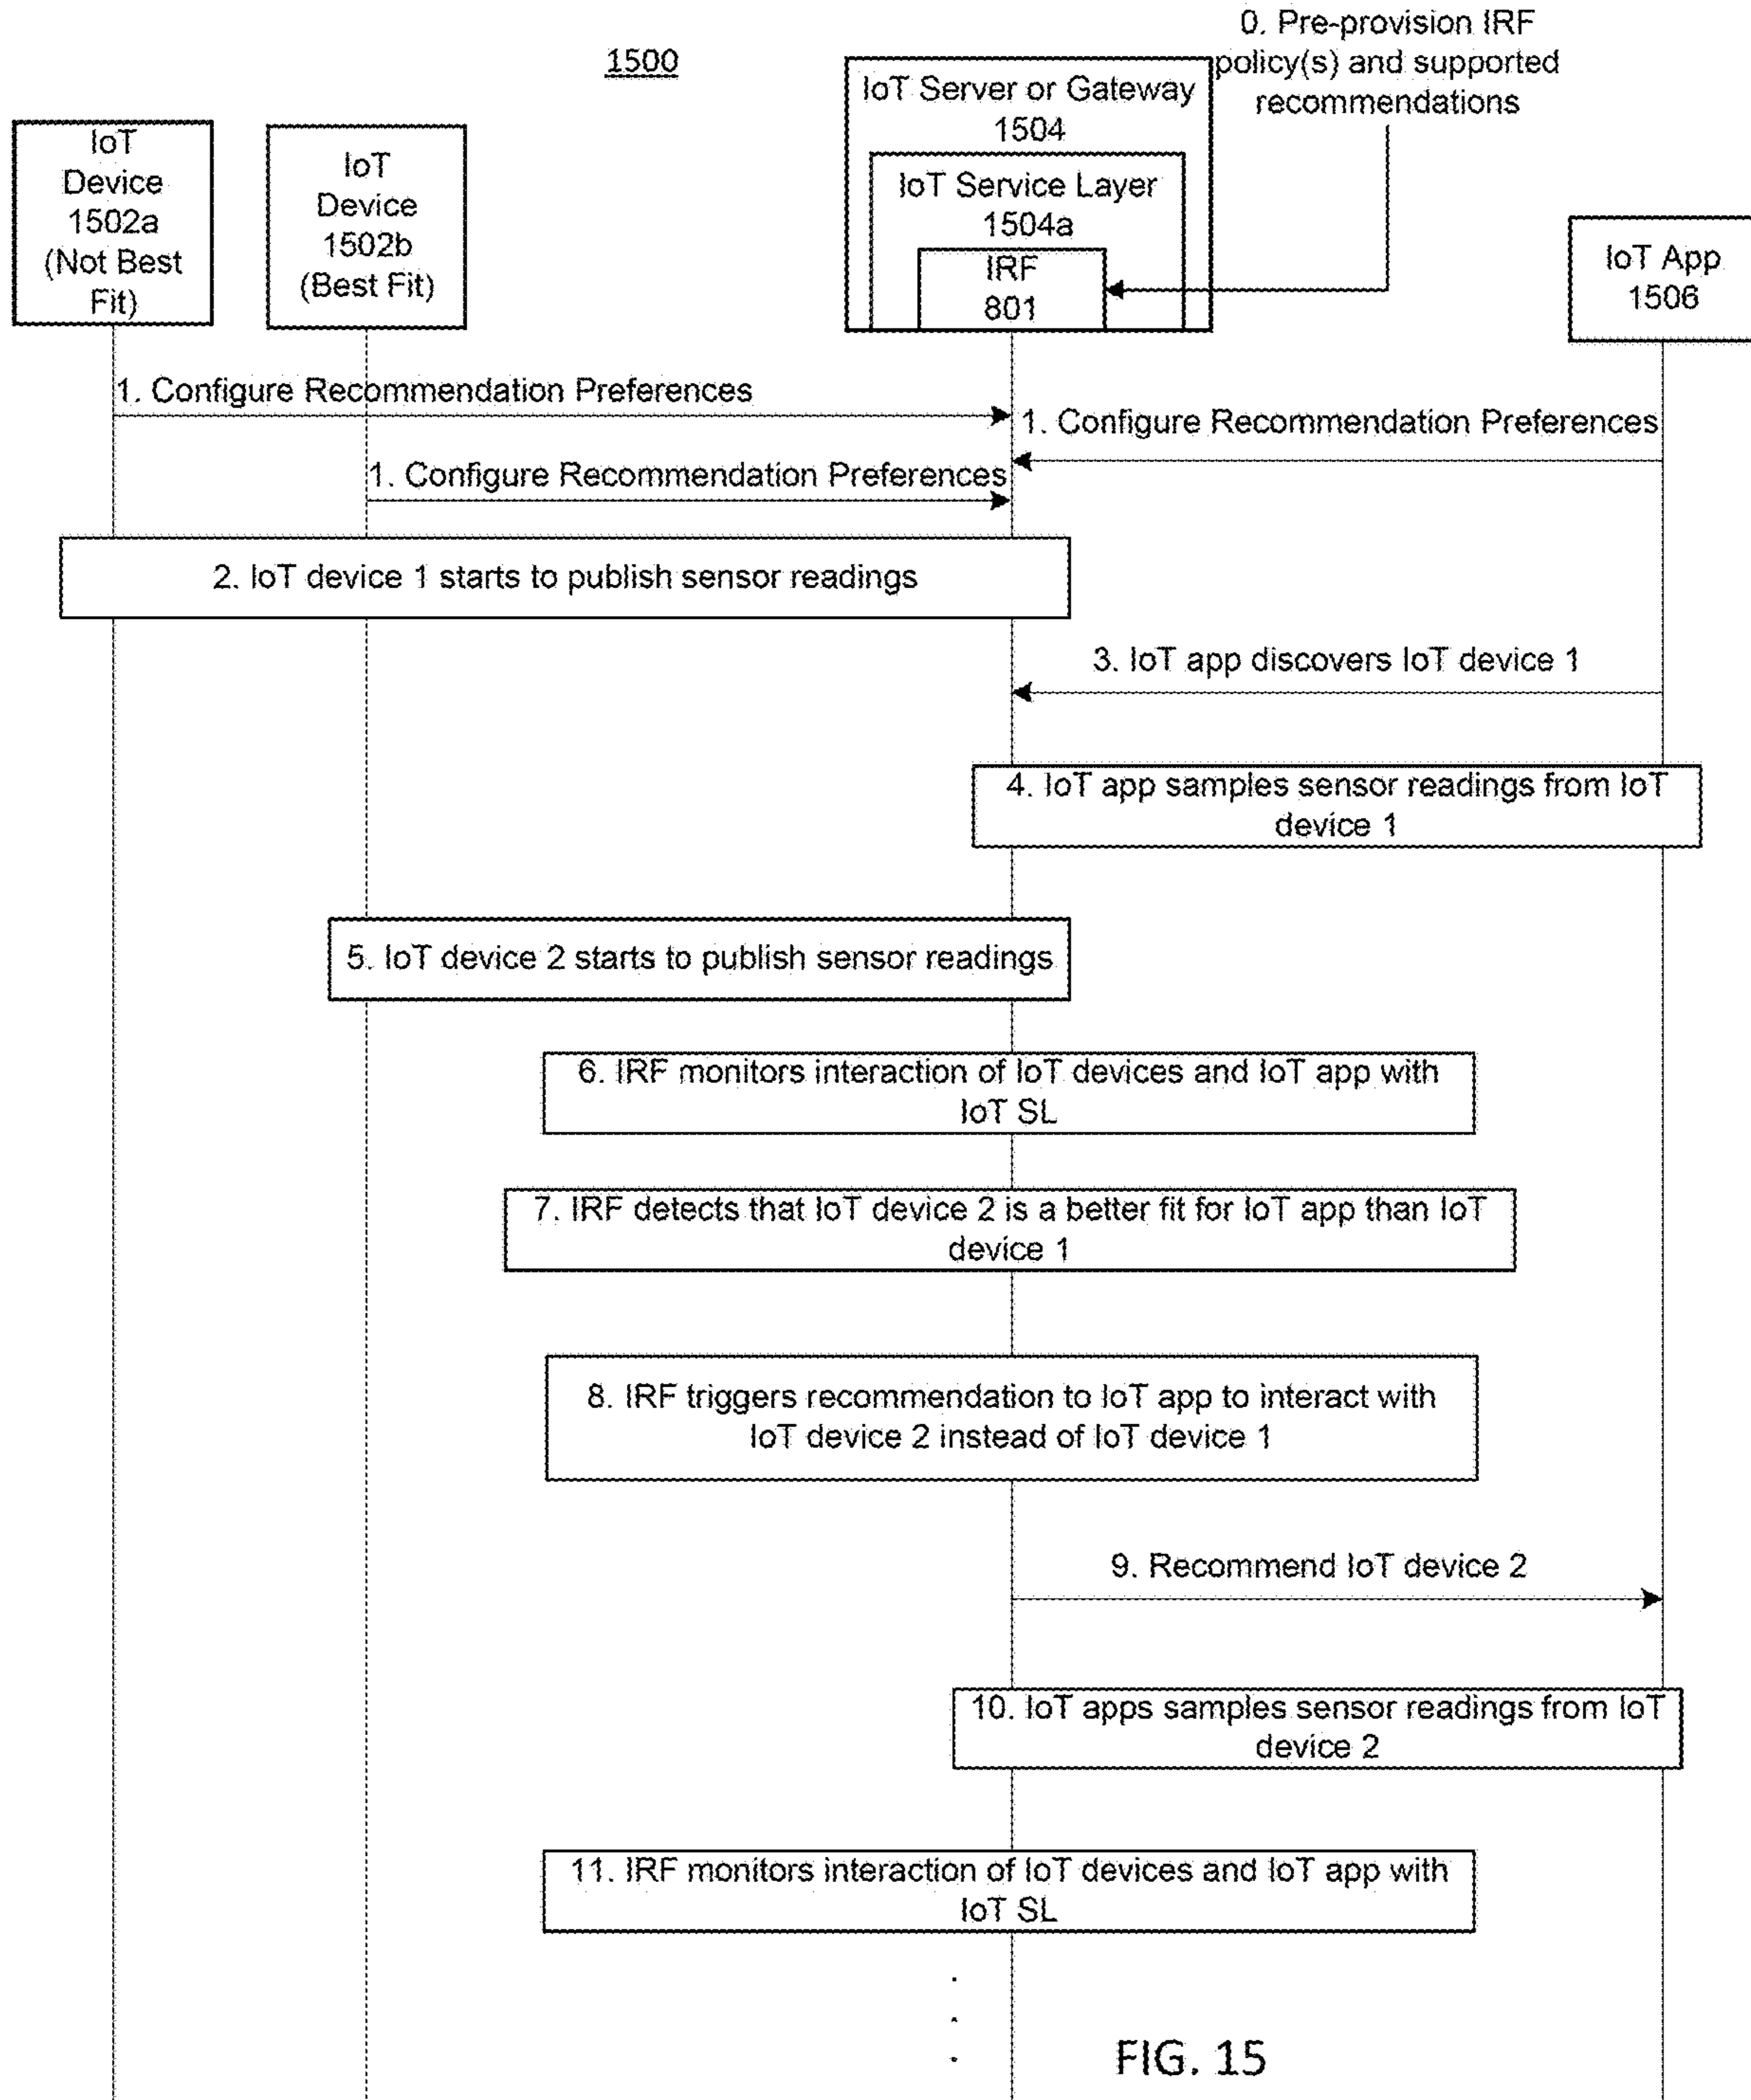 1500
0. Pre-provision IRF
policy(s) and supported
recommendations
IoT
Device
1502a
(Not Best
Fit)
IoT
Device
1502b
(Best Fit)
IoT Server or Gateway
1504
IoT Service Layer
1504a
IRF
801
IoT App
1506
1. Configure Recommendation Preferences
1. Configure Recommendation Preferences
1. Configure Recommendation Preferences
2. IoT device 1 starts to publish sensor readings
3. IoT app discovers IoT device 1
4. IoT app samples sensor readings from IoT
device 1
5. IoT device 2 starts to publish sensor readings
6. IRF monitors interaction of IoT devices and IoT app with
IoT SL
7. IRF detects that IoT device 2 is a better fit for IoT app than IoT
device 1
8. IRF triggers recommendation to IoT app to interact with
IoT device 2 instead of IoT device 1
9. Recommend IoT device 2
10. IoT apps samples sensor readings from IoT
device 2
11. IRF monitors interaction of IoT devices and IoT app with
IoT SL
FIG. 15